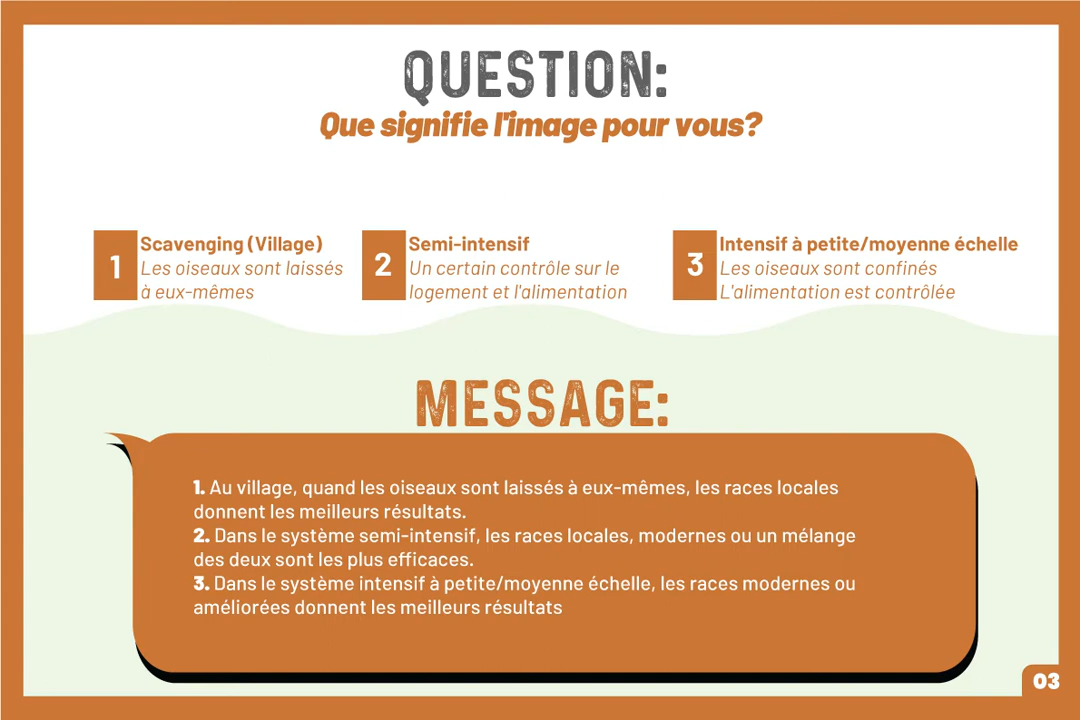 QUESTION:
Que signifie l'image pour vous?
1
Scavenging (Village)
Les oiseaux sont laissés
à eux-mêmes
2
Semi-intensif
Un certain contrôle sur le
logement et l'alimentation
3
Intensif à petite/moyenne échelle
Les oiseaux sont confinés
L'alimentation est contrôlée
MESSAGE:
1. Au village, quand les oiseaux sont laissés à eux-mêmes, les races locales
donnent les meilleurs résultats.
2. Dans le système semi-intensif, les races locales, modernes ou un mélange
des deux sont les plus efficaces.
3. Dans le système intensif à petite/moyenne échelle, les races modernes ou
améliorées donnent les meilleurs résultats
03